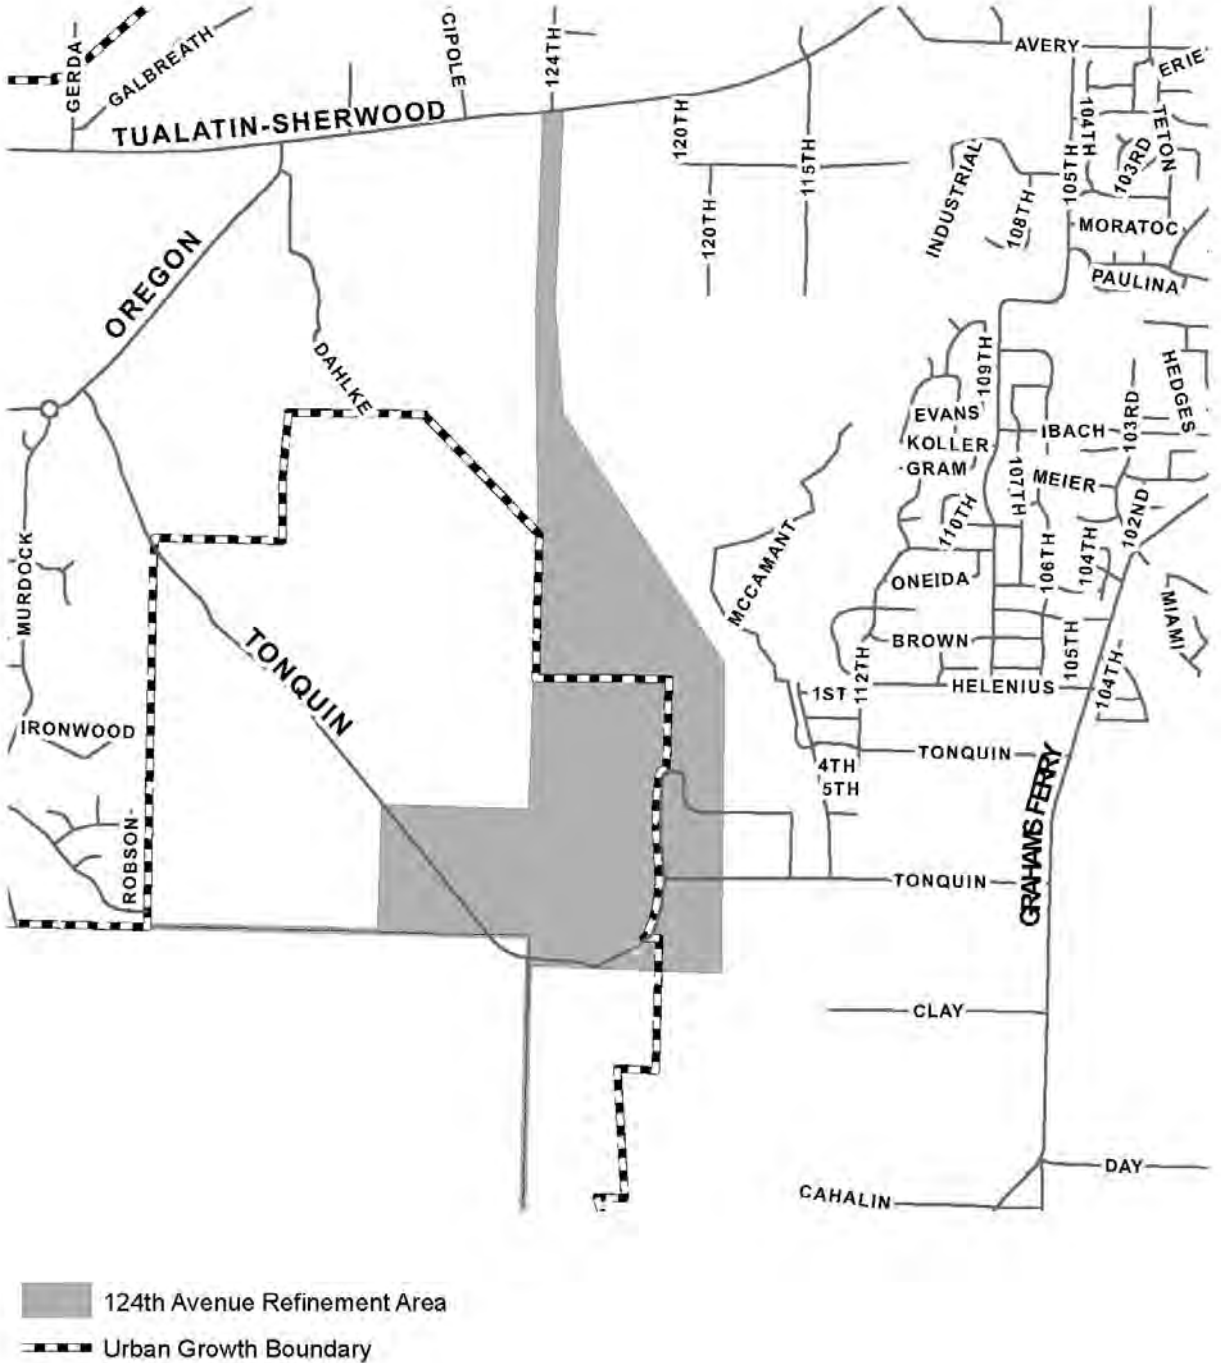 GERDA
GALBREATH
CIPOLE
124TH
TUALATIN-SHERWOOD
AVERY
ERIE
120TH
115TH
104TH
TETON
103RD
105TH
INDUSTRIAL
108TH
120TH
MORATOC
PAULINA
OREGON
DAHLKE
109TH
HEDGES
EVANS
KOLLER
GRAM
IBACH
103RD
107TH
MEIER
110TH
102ND
MURDOCK
MCCAMANT
ONEIDA
106TH
104TH
MIAMI
BROWN
105TH
TONQUIN
1ST
112TH
HELENIUS
104TH
IRONWOOD
TONQUIN
4TH
5TH
GRAHAMS FERRY
ROBSON
TONQUIN
CLAY
DAY
CAHALIN
124th Avenue Refinement Area
Urban Growth Boundary